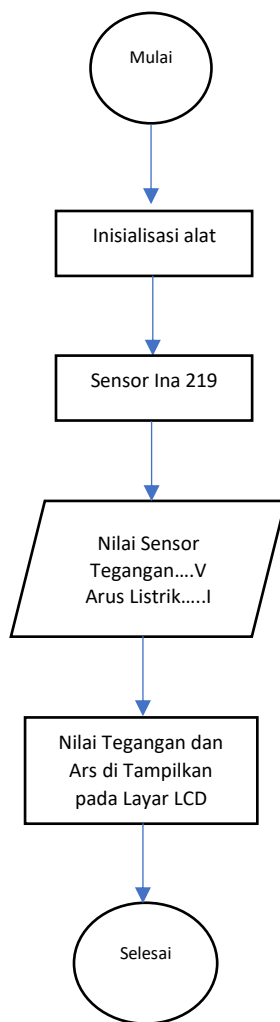 Mulai
Inisialisasi alat
Sensor Ina 219
Nilai Sensor
Tegangan....V
Arus Listrik.....I
Nilai Tegangan dan
Ars di Tampilkan
pada Layar LCD
Selesai